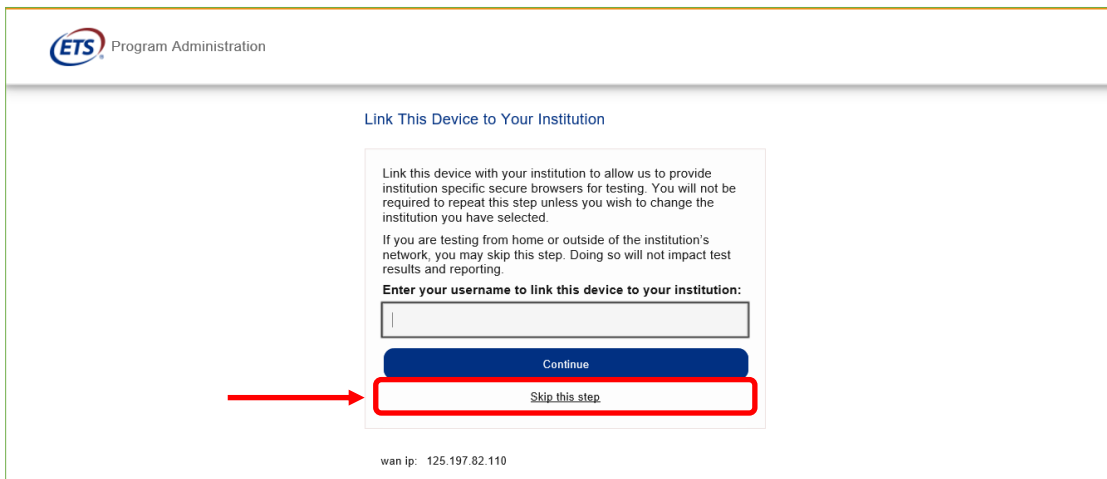 ETS® Program Administration
Link This Device to Your Institution
Link this device with your institution to allow us to provide
institution specific secure browsers for testing. You will not be
required to repeat this step unless you wish to change the
institution you have selected.
If you are testing from home or outside of the institution's
network, you may skip this step. Doing so will not impact test
results and reporting.
Enter your username to link this device to your institution:
Continue
Skip this step
wan ip: 125.197.82.110